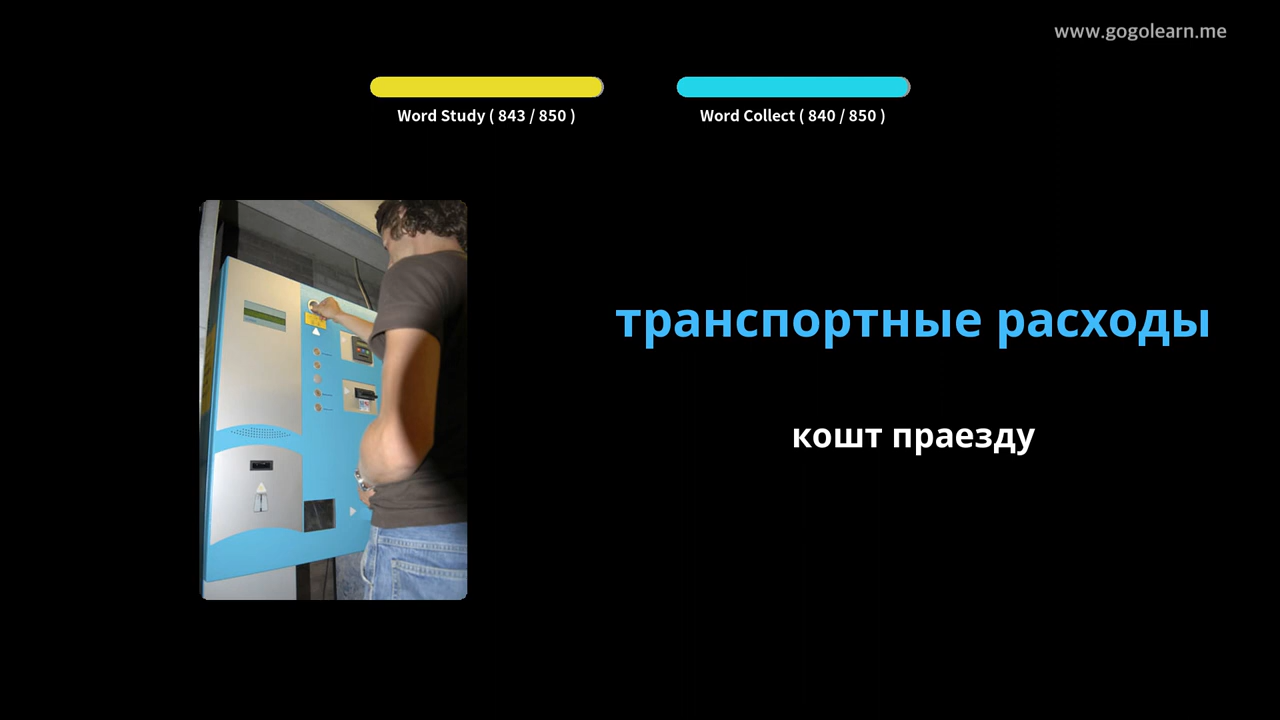 www.gogolearn.me
Word Study ( 843 / 850 )
Word Collect ( 840 / 850 )
транспортные расходы
кошт праезду